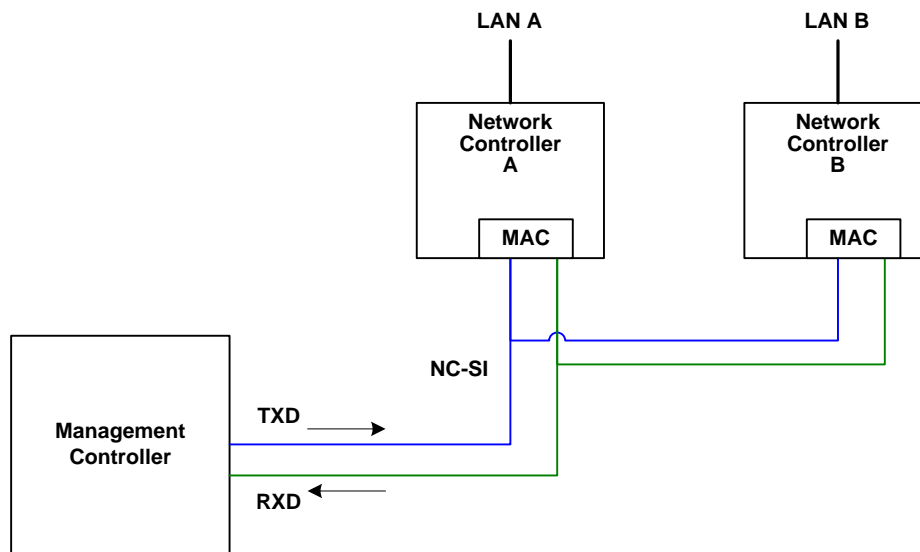 LAN A
LAN B
Network
Controller
A
Network
Controller
B
MAC
MAC
NC-SI
TXD
Management
Controller
RXD